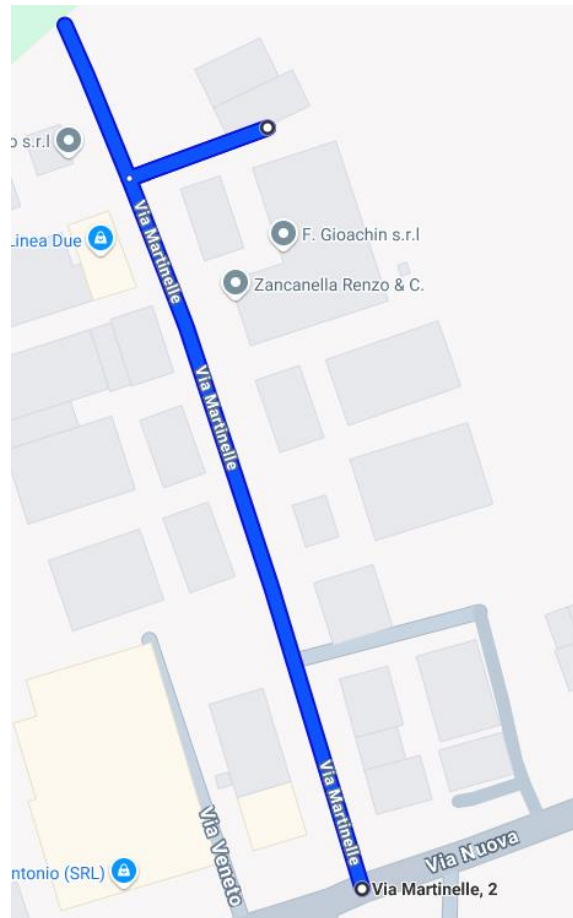 o s.r.l
Via Martinelle
Linea Due
F. Gioachin s.r.l
Zancanella Renzo & C.
Via Martinelle
Via Martinelle
Via Veneto
Via Nuova
ntonio (SRL)
Via Martinelle, 2